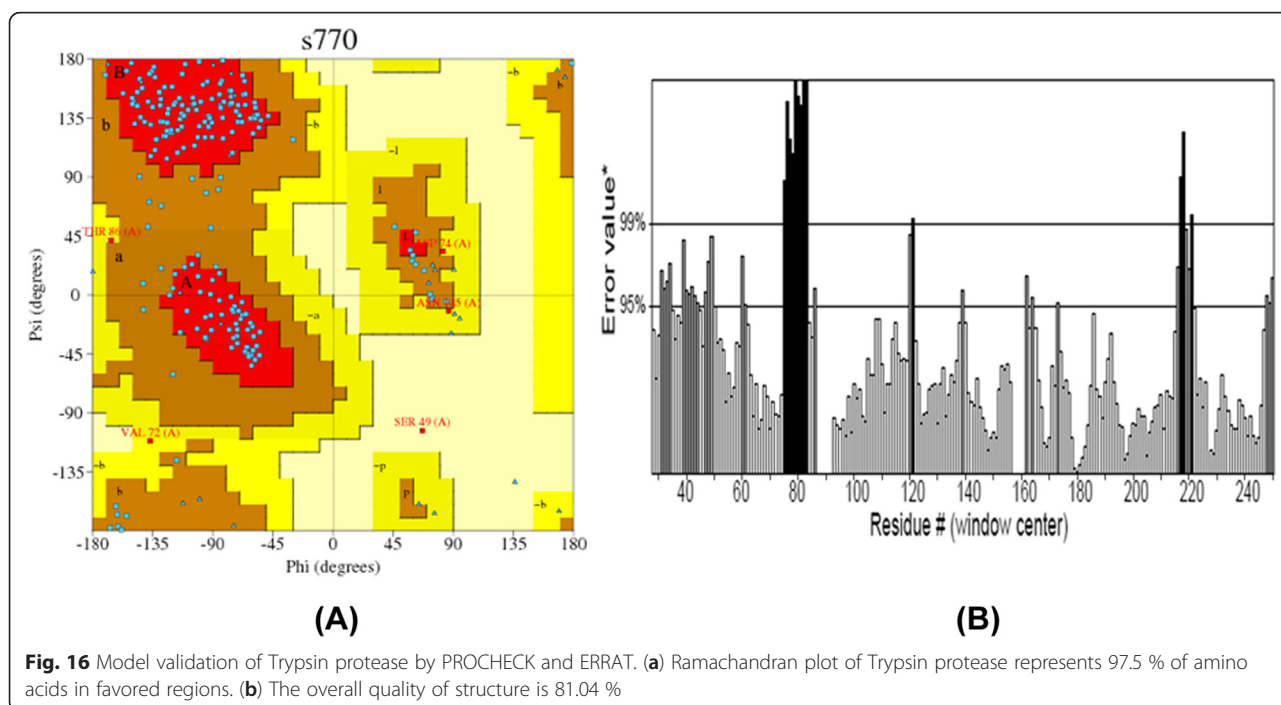 s770
180
135
90
45
0
-45
-90
-135
-180 -135 -90 -45 0 45 90 135 180
Psi (degrees)
Phi (degrees)
B
b
~b
~b
b
~l
l
L
THR 86 (A)
74 (A)
a
A
~a
VAL 72 (A)
SER 49 (A)
~b
b
~p
p
~b
(A)
Error value*
99%
95%
40 60 80 100 120 140 160 180 200 220 240
Residue # (window center)
(B)
Fig. 16 Model validation of Trypsin protease by PROCHECK and ERRAT. (a) Ramachandran plot of Trypsin protease represents 97.5 % of amino
acids in favored regions. (b) The overall quality of structure is 81.04 %